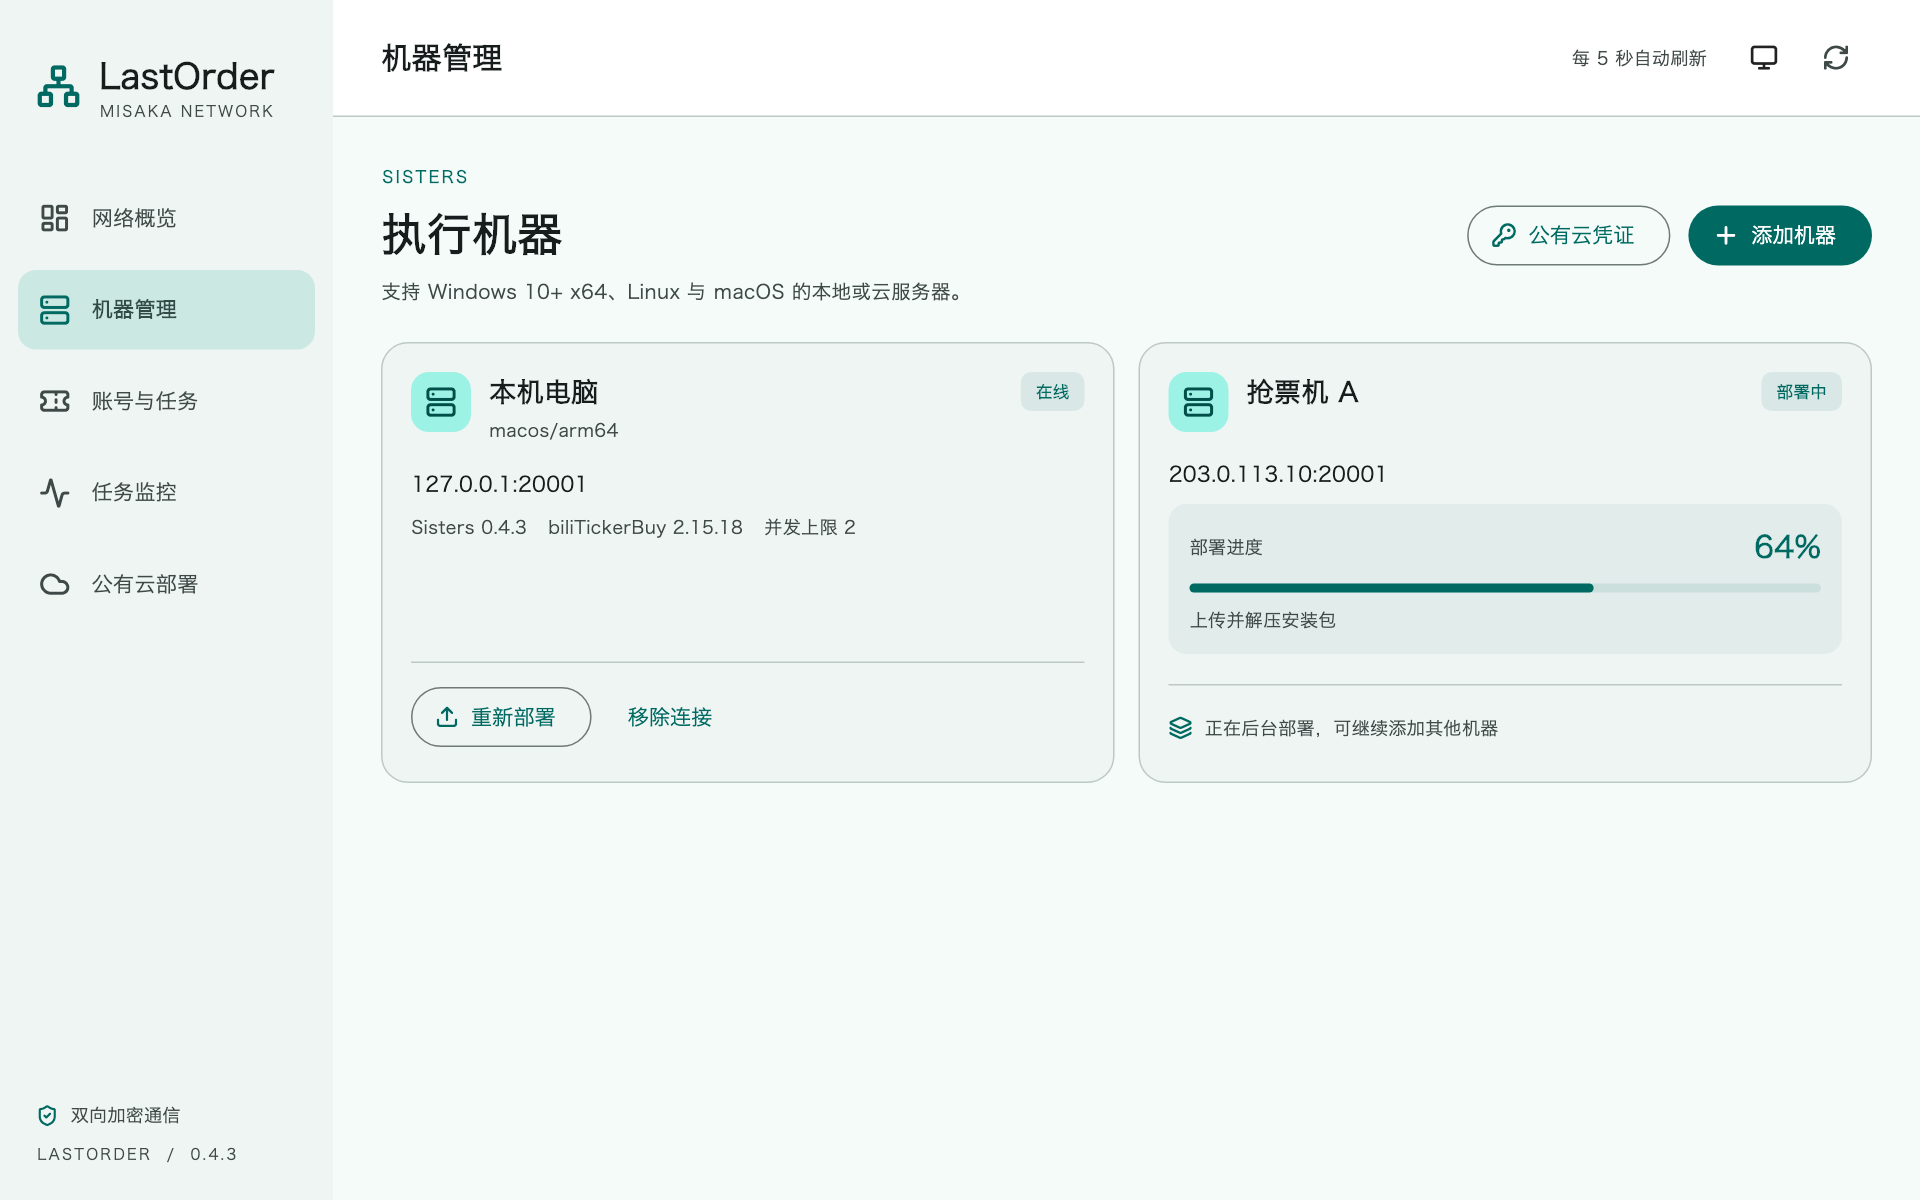 LastOrder
MISAKA NETWORK
网络概览
机器管理
账号与任务
任务监控
公有云部署
双向加密通信
LASTORDER / 0.4.3
机器管理
每 5 秒自动刷新
SISTERS
执行机器
支持 Windows 10+ x64、Linux 与 macOS 的本地或云服务器。
公有云凭证
添加机器
本机电脑
在线
macos/arm64
127.0.0.1:20001
Sisters 0.4.3 biliTickerBuy 2.15.18 并发上限 2
重新部署
移除连接
抢票机 A
部署中
203.0.113.10:20001
部署进度
64%
上传并解压安装包
正在后台部署，可继续添加其他机器